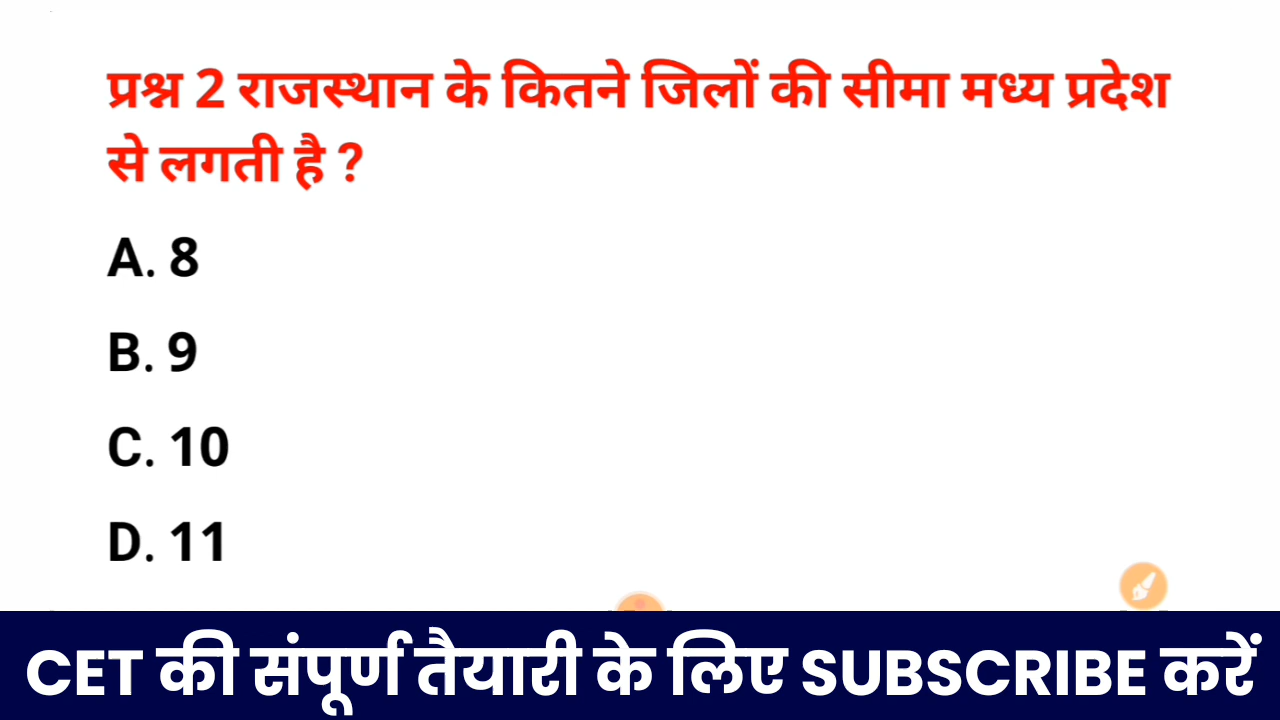 प्रश्न 2 राजस्थान के कितने जिलों की सीमा मध्य प्रदेश
से लगती है ?
A. 8
B. 9
C. 10
D. 11
CET की संपूर्ण तैयारी के लिए SUBSCRIBE करें